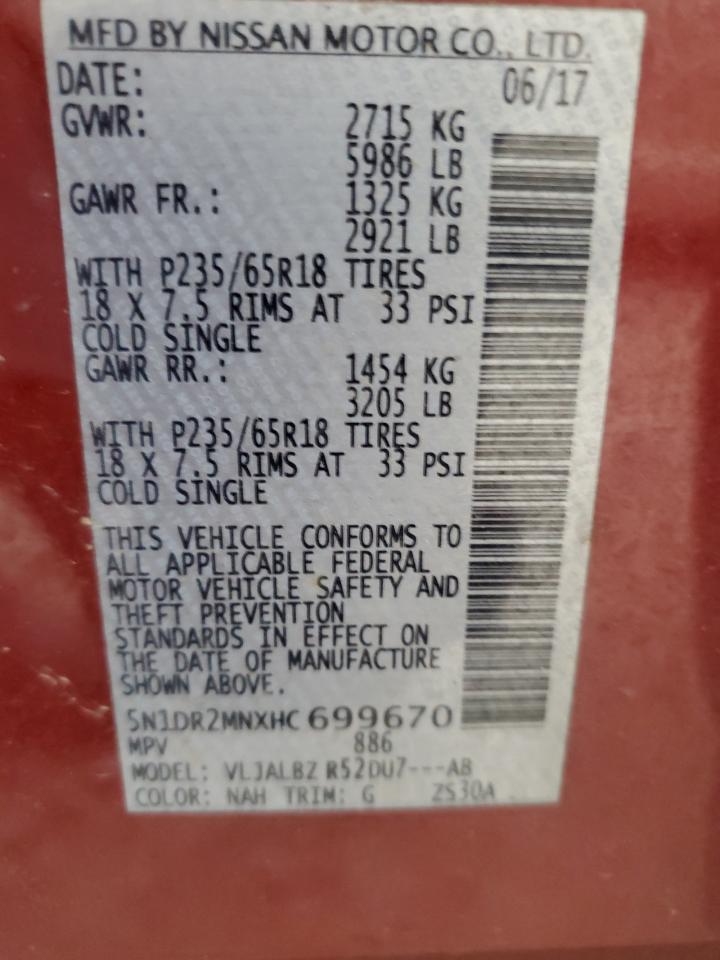 MFD BY NISSAN MOTOR CO., LTD.
DATE: 06/17
GVWR: 2715 KG
5986 LB
GAWR FR.: 1325 KG
2921 LB
WITH P235/65R18 TIRES
18 X 7.5 RIMS AT 33 PSI
COLD SINGLE
GAWR RR.: 1454 KG
3205 LB
WITH P235/65R18 TIRES
18 X 7.5 RIMS AT 33 PSI
COLD SINGLE
THIS VEHICLE CONFORMS TO
ALL APPLICABLE FEDERAL
MOTOR VEHICLE SAFETY AND
THEFT PREVENTION
STANDARDS IN EFFECT ON
THE DATE OF MANUFACTURE
SHOWN ABOVE.
5N1DR2MNXHC 699670
MPV 886
MODEL: VLJALBZ R52DU7---AB
COLOR: NAH TRIM: G ZS30A